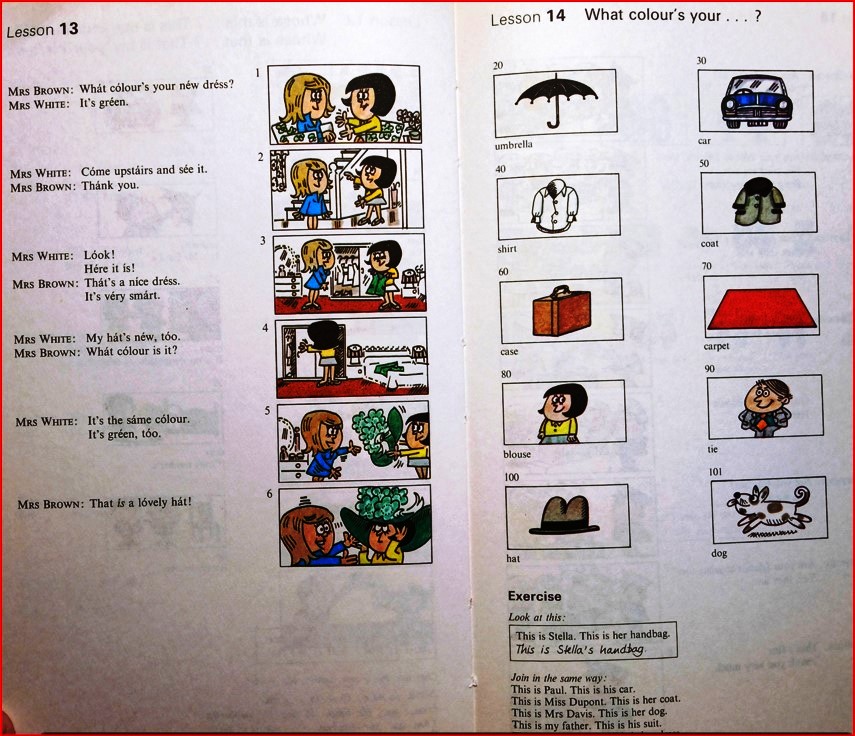 Lesson 13
MRS BROWN: Whát cólour's your néw dréss?
MRS WHITE: It's gréen.
MRS WHITE: Cóme upstáirs and sée it.
MRS BROWN: Thánk you.
MRS WHITE: Lóok!
Hére it ís!
MRS BROWN: Thát's a nice dréss.
It's véry smárt.
MRS WHITE: My hát's néw, tóo.
MRS BROWN: Whát cólour is it?
MRS WHITE: It's the sáme cólour.
It's gréen, tóo.
MRS BROWN: That is a lóvely hát!
1
2
3
4
5
6
Lesson 14 What colour's your . . . ?
20
umbrella
30
car
40
shirt
50
coat
60
case
70
carpet
80
blouse
90
tie
100
hat
101
dog
Exercise
Look at this:
This is Stella. This is her handbag.
This is Stella's handbag.
Join in the same way:
This is Paul. This is his car.
This is Miss Dupont. This is her coat.
This is Mrs Davis. This is her dog.
This is my father. This is his suit.